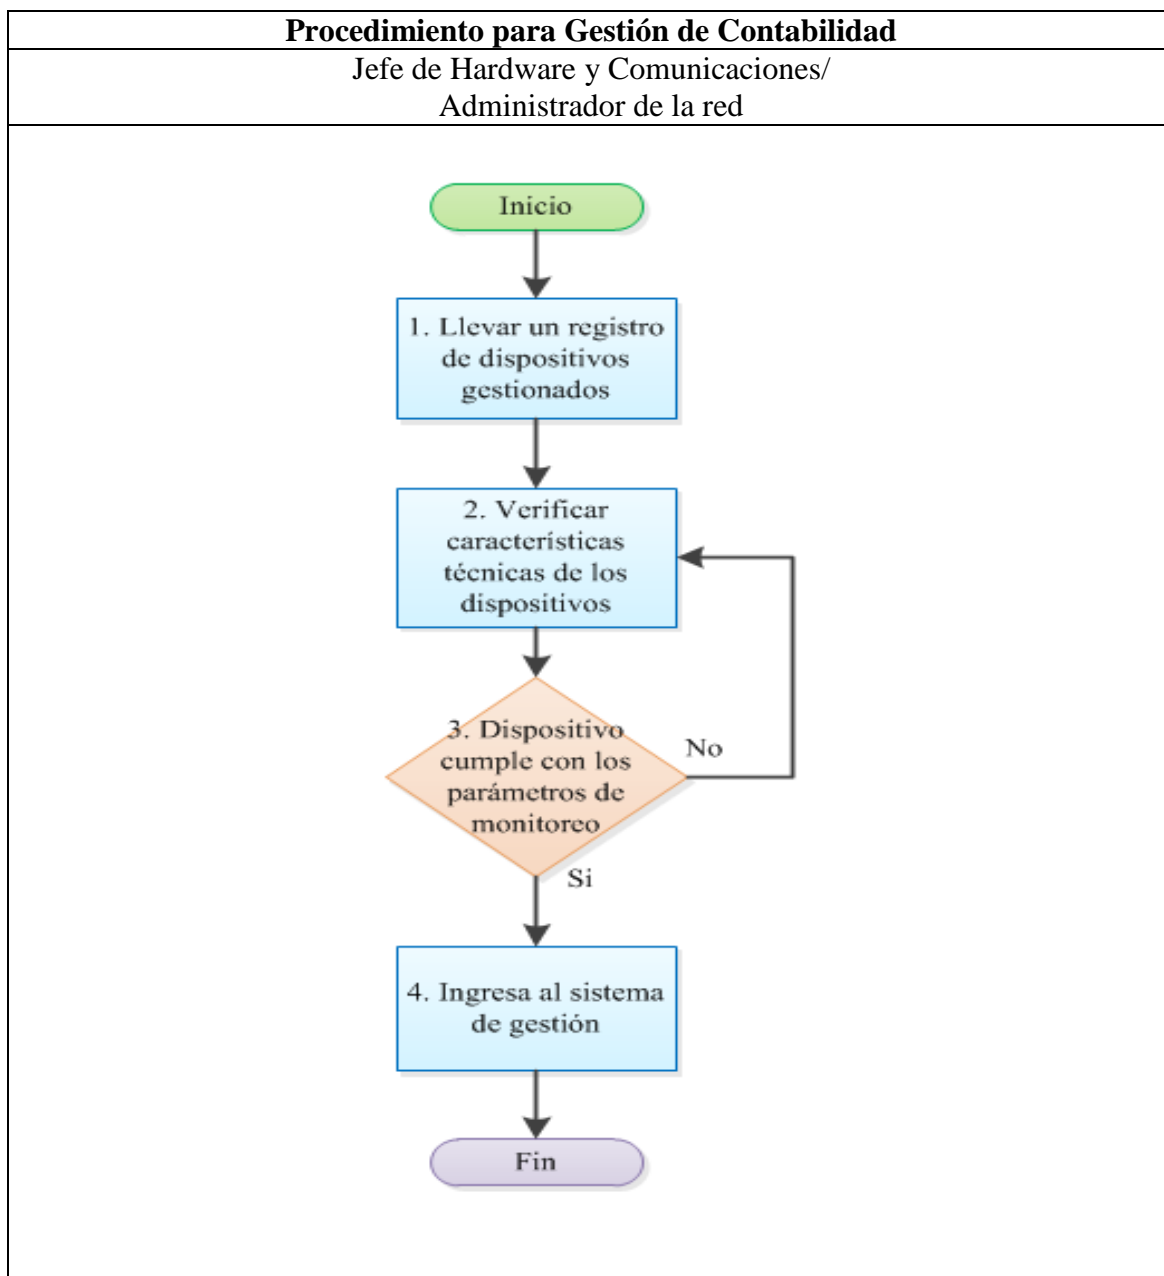 Procedimiento para Gestión de Contabilidad
Jefe de Hardware y Comunicaciones/
Administrador de la red
Inicio
1. Llevar un registro
de dispositivos
gestionados
2. Verificar
características
técnicas de los
dispositivos
3. Dispositivo
cumple con los
parámetros de
monitoreo
No
Si
4. Ingresa al sistema
de gestión
Fin